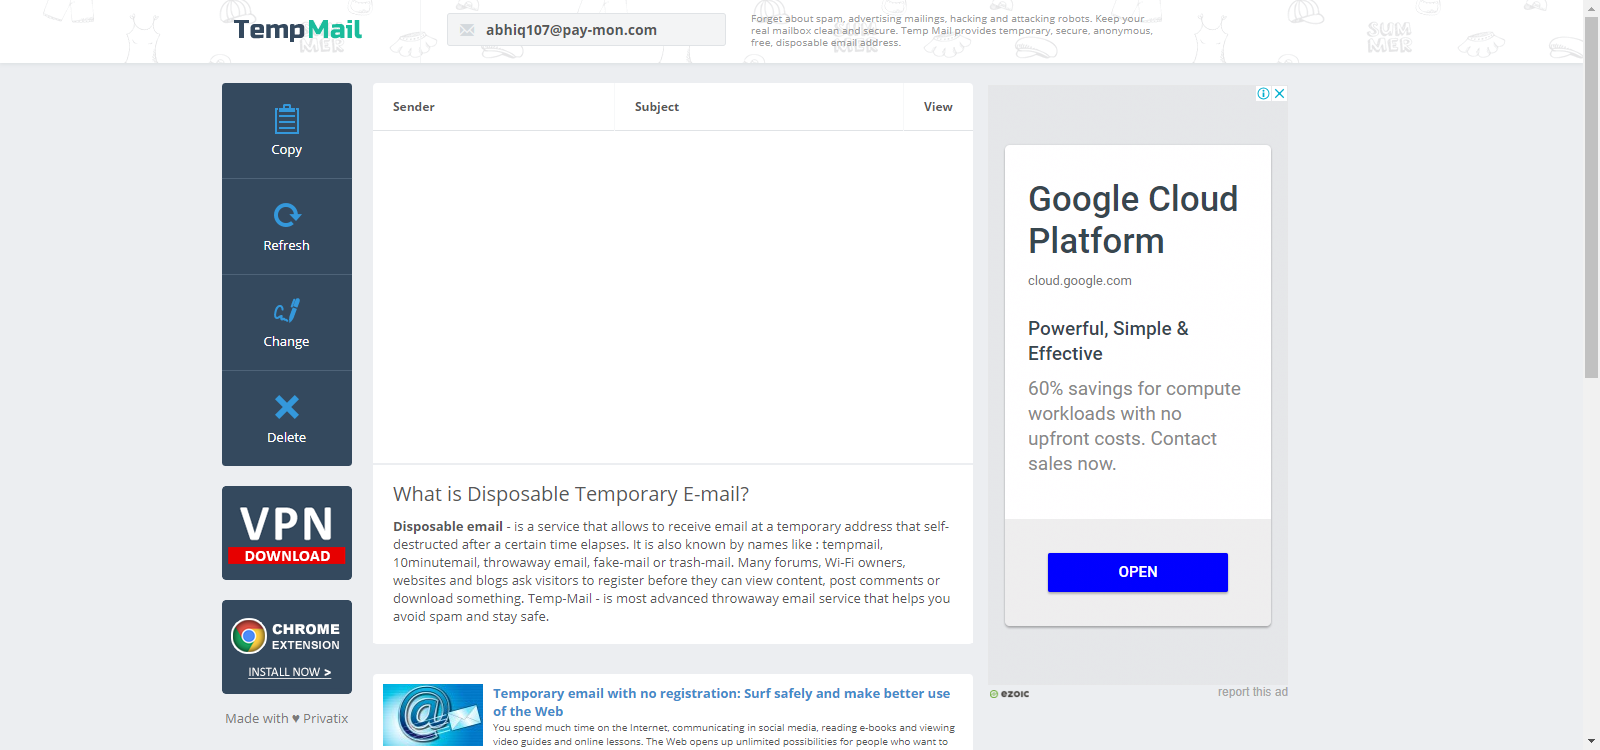 TempMail
abhiq107@pay-mon.com
Forget about spam, advertising mailings, hacking and attacking robots. Keep your
real mailbox clean and secure. Temp Mail provides temporary, secure, anonymous,
free, disposable email address.
SUM
MER
Copy
Refresh
Change
Delete
VPN
DOWNLOAD
CHROME
EXTENSION
INSTALL NOW >
Made with ♥ Privatix
Sender Subject View
What is Disposable Temporary E-mail?
Disposable email - is a service that allows to receive email at a temporary address that self-
destructed after a certain time elapses. It is also known by names like : tempmail,
10minutemail, throwaway email, fake-mail or trash-mail. Many forums, Wi-Fi owners,
websites and blogs ask visitors to register before they can view content, post comments or
download something. Temp-Mail - is most advanced throwaway email service that helps you
avoid spam and stay safe.
Temporary email with no registration: Surf safely and make better use
of the Web
You spend much time on the Internet, communicating in social media, reading e-books and viewing
video guides and online lessons. The Web opens up unlimited possibilities for people who want to
Google Cloud
Platform
cloud.google.com
Powerful, Simple &
Effective
60% savings for compute
workloads with no
upfront costs. Contact
sales now.
OPEN
ezoic
report this ad